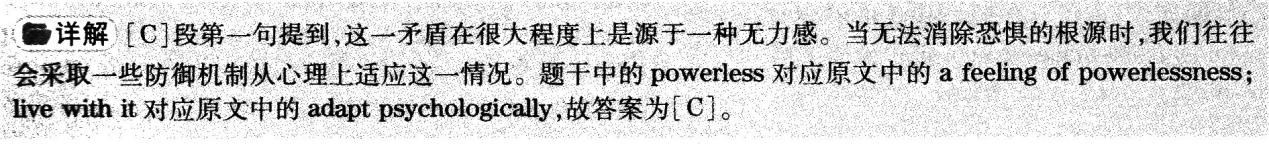 详解 [C]段第一句提到,这一矛盾在很大程度上是源于一种无力感。当无法消除恐惧的根源时,我们往往
会采取一些防御机制从心理上适应这一情况。题干中的 powerless 对应原文中的 a feeling of powerlessness;
live with it 对应原文中的 adapt psychologically,故答案为[C]。